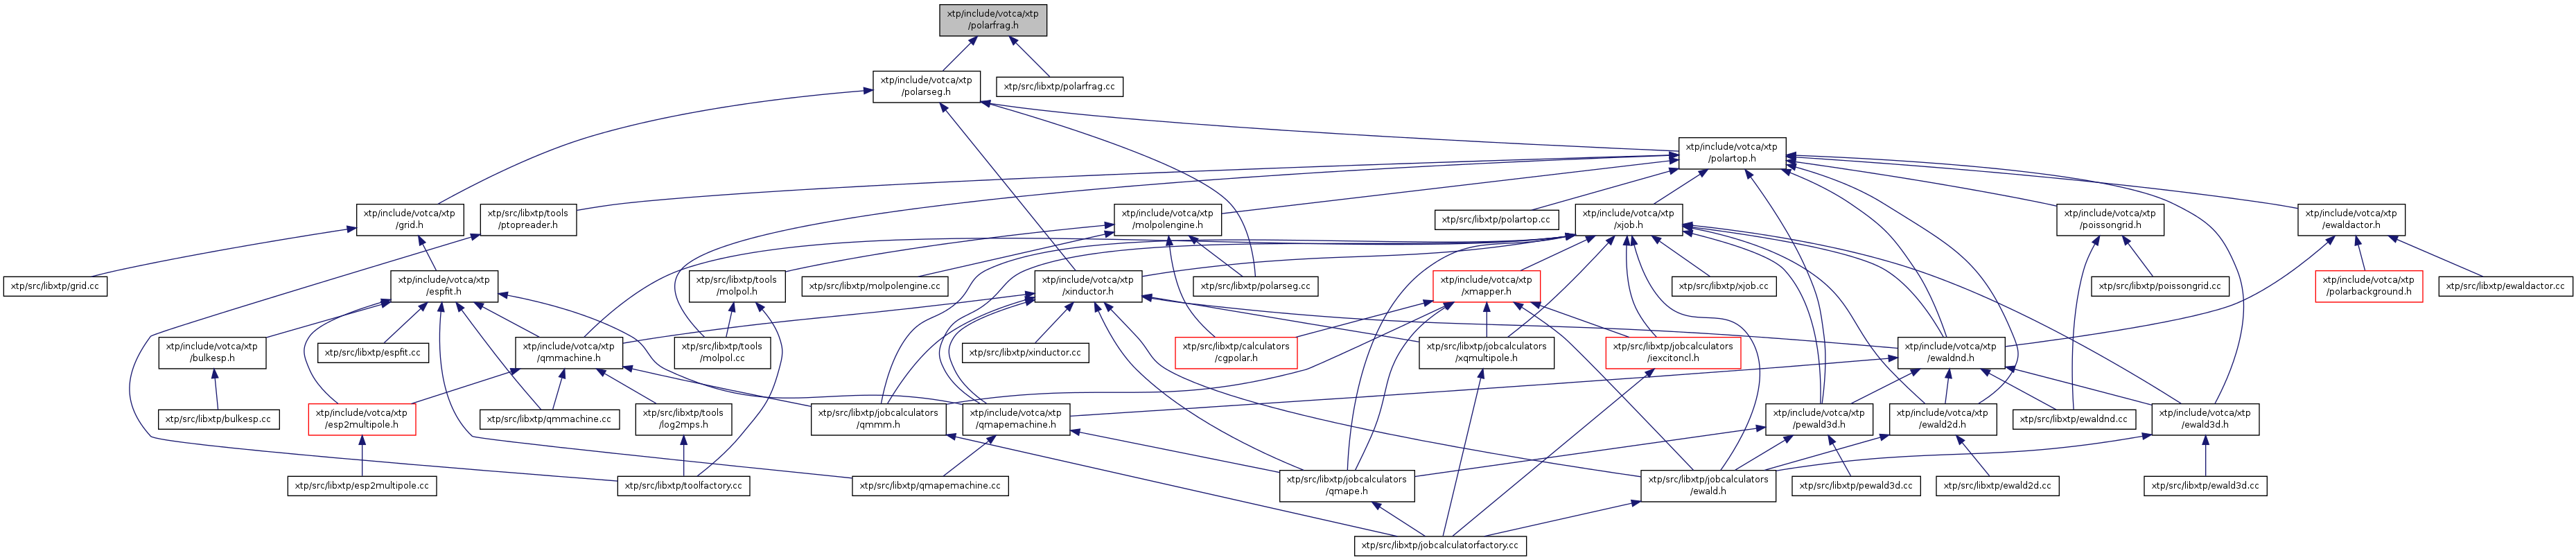 xtp/include/votca/xtp
/polarfrag.h
xtp/include/votca/xtp
/polarseg.h
xtp/src/libxtp/polarfrag.cc
xtp/include/votca/xtp
/polartop.h
xtp/include/votca/xtp
/grid.h
xtp/src/libxtp/tools
/ptopreader.h
xtp/include/votca/xtp
/molpolengine.h
xtp/src/libxtp/polartop.cc
xtp/include/votca/xtp
/xjob.h
xtp/include/votca/xtp
/poissongrid.h
xtp/include/votca/xtp
/ewaldactor.h
xtp/src/libxtp/grid.cc
xtp/include/votca/xtp
/espfit.h
xtp/src/libxtp/tools
/molpol.h
xtp/src/libxtp/molpolengine.cc
xtp/include/votca/xtp
/xinductor.h
xtp/src/libxtp/polarseg.cc
xtp/include/votca/xtp
/xmapper.h
xtp/src/libxtp/xjob.cc
xtp/src/libxtp/poissongrid.cc
xtp/include/votca/xtp
/polarbackground.h
xtp/src/libxtp/ewaldactor.cc
xtp/include/votca/xtp
/bulkesp.h
xtp/src/libxtp/espfit.cc
xtp/include/votca/xtp
/qmmachine.h
xtp/src/libxtp/tools
/molpol.cc
xtp/src/libxtp/xinductor.cc
xtp/src/libxtp/calculators
/cgpolar.h
xtp/src/libxtp/jobcalculators
/xqmultipole.h
xtp/src/libxtp/jobcalculators
/iexcitoncl.h
xtp/include/votca/xtp
/ewaldnd.h
xtp/src/libxtp/bulkesp.cc
xtp/include/votca/xtp
/esp2multipole.h
xtp/src/libxtp/qmmachine.cc
xtp/src/libxtp/tools
/log2mps.h
xtp/src/libxtp/jobcalculators
/qmmm.h
xtp/include/votca/xtp
/qmapemachine.h
xtp/include/votca/xtp
/pewald3d.h
xtp/include/votca/xtp
/ewald2d.h
xtp/src/libxtp/ewaldnd.cc
xtp/include/votca/xtp
/ewald3d.h
xtp/src/libxtp/esp2multipole.cc
xtp/src/libxtp/toolfactory.cc
xtp/src/libxtp/qmapemachine.cc
xtp/src/libxtp/jobcalculators
/qmape.h
xtp/src/libxtp/jobcalculators
/ewald.h
xtp/src/libxtp/pewald3d.cc
xtp/src/libxtp/ewald2d.cc
xtp/src/libxtp/ewald3d.cc
xtp/src/libxtp/jobcalculatorfactory.cc